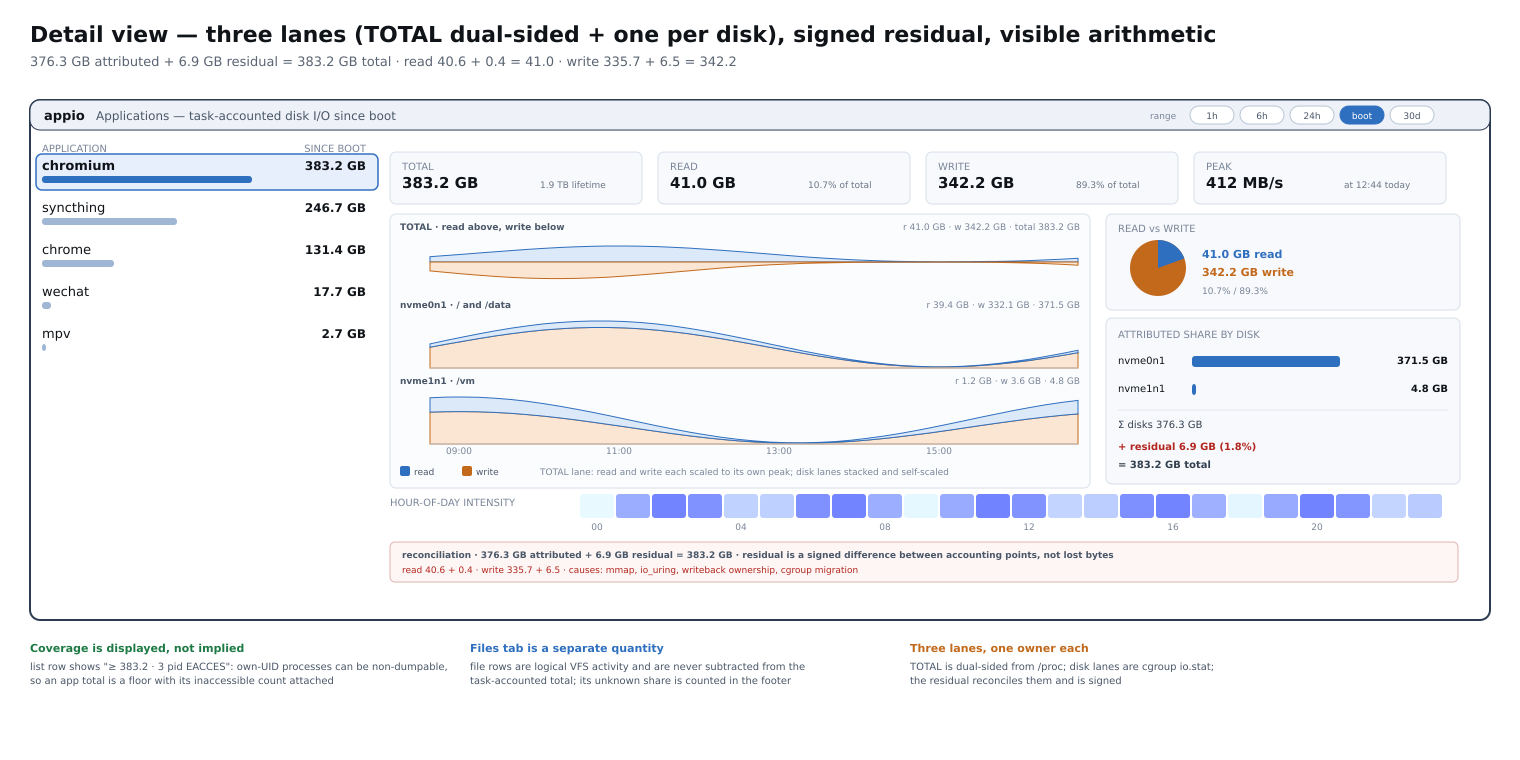 Detail view — three lanes (TOTAL dual-sided + one per disk), signed residual, visible arithmetic
376.3 GB attributed + 6.9 GB residual = 383.2 GB total · read 40.6 + 0.4 = 41.0 · write 335.7 + 6.5 = 342.2
appio Applications — task-accounted disk I/O since boot
range 1h 6h 24h boot 30d
APPLICATION SINCE BOOT
chromium 383.2 GB
syncthing 246.7 GB
chrome 131.4 GB
wechat 17.7 GB
mpv 2.7 GB
TOTAL
383.2 GB 1.9 TB lifetime
READ
41.0 GB 10.7% of total
WRITE
342.2 GB 89.3% of total
PEAK
412 MB/s at 12:44 today
TOTAL · read above, write below r 41.0 GB · w 342.2 GB · total 383.2 GB
nvme0n1 · / and /data r 39.4 GB · w 332.1 GB · 371.5 GB
nvme1n1 · /vm r 1.2 GB · w 3.6 GB · 4.8 GB
09:00 11:00 13:00 15:00
read write TOTAL lane: read and write each scaled to its own peak; disk lanes stacked and self-scaled
READ vs WRITE
41.0 GB read
342.2 GB write
10.7% / 89.3%
ATTRIBUTED SHARE BY DISK
nvme0n1 371.5 GB
nvme1n1 4.8 GB
Σ disks 376.3 GB
+ residual 6.9 GB (1.8%)
= 383.2 GB total
HOUR-OF-DAY INTENSITY
00 04 08 12 16 20
reconciliation · 376.3 GB attributed + 6.9 GB residual = 383.2 GB · residual is a signed difference between accounting points, not lost bytes
read 40.6 + 0.4 · write 335.7 + 6.5 · causes: mmap, io_uring, writeback ownership, cgroup migration
Coverage is displayed, not implied
list row shows "≥ 383.2 · 3 pid EACCES": own-UID processes can be non-dumpable,
so an app total is a floor with its inaccessible count attached
Files tab is a separate quantity
file rows are logical VFS activity and are never subtracted from the
task-accounted total; its unknown share is counted in the footer
Three lanes, one owner each
TOTAL is dual-sided from /proc; disk lanes are cgroup io.stat;
the residual reconciles them and is signed